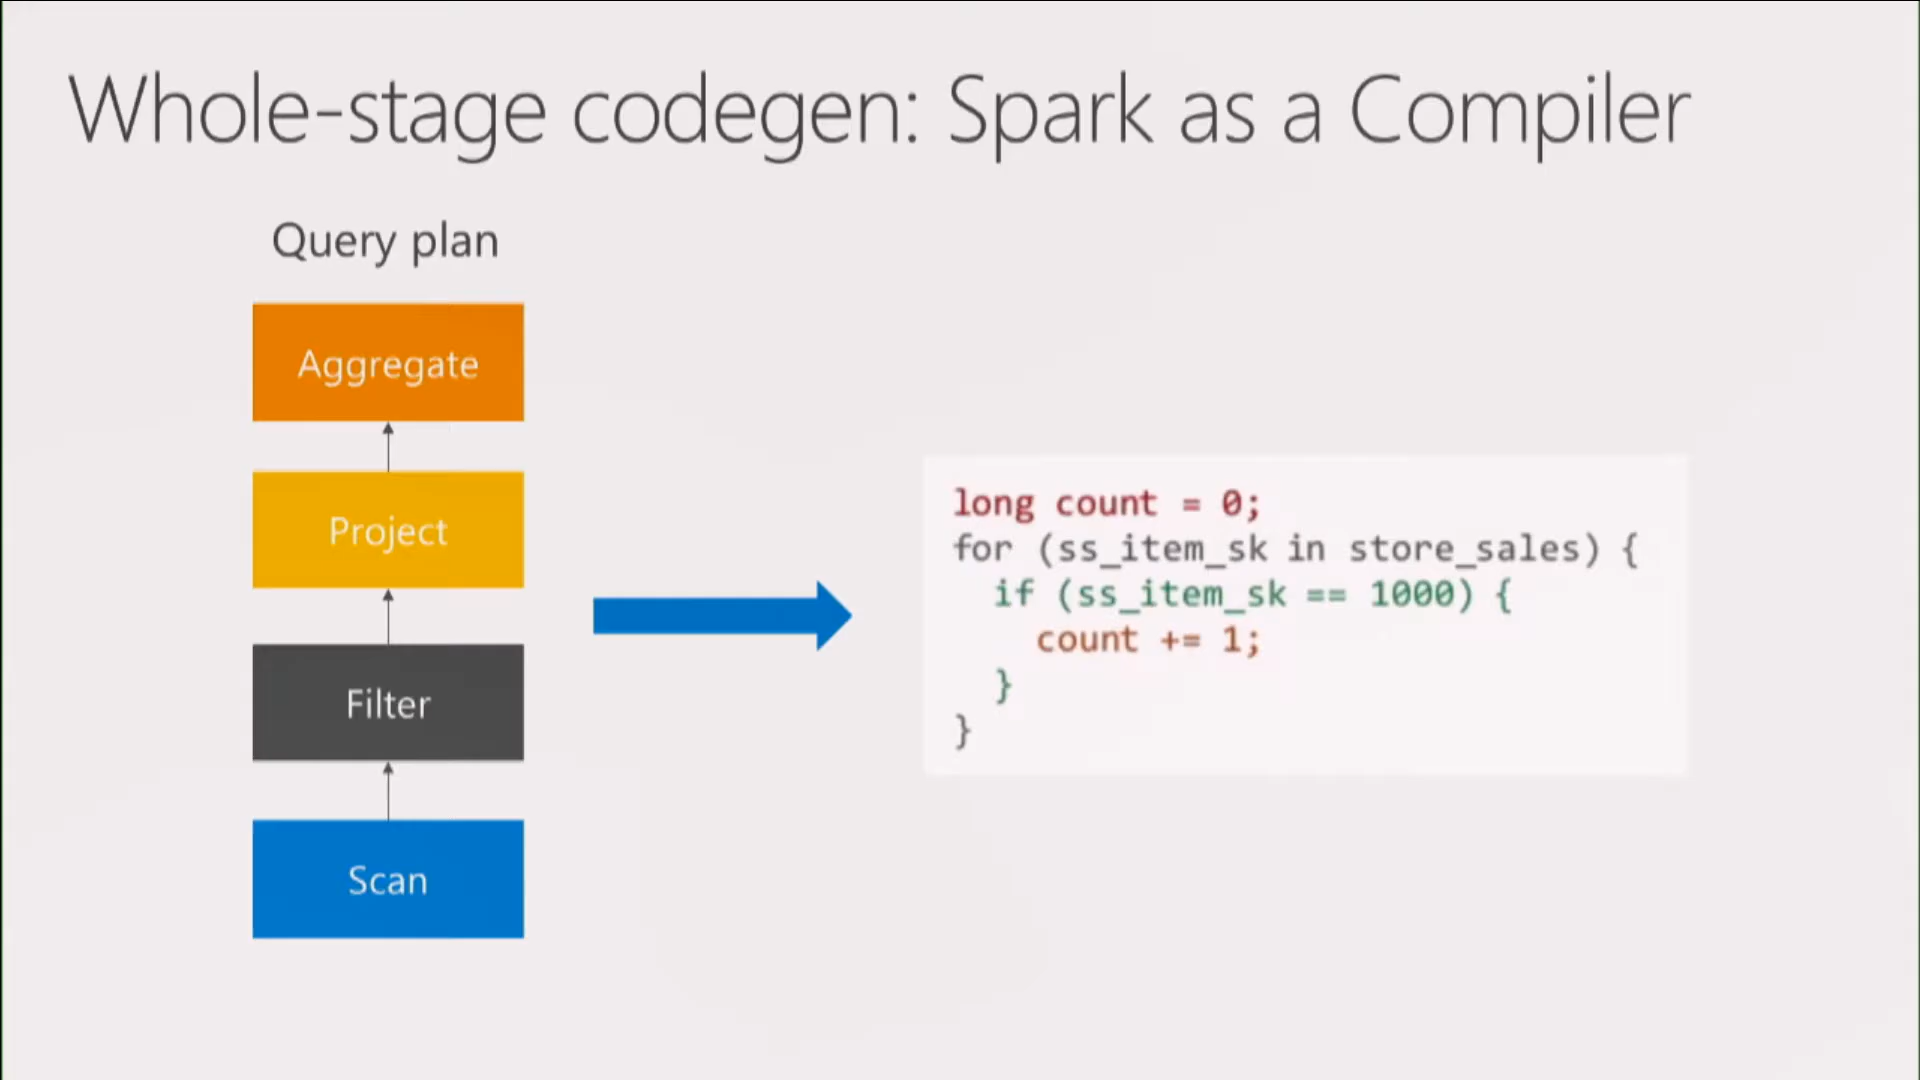 Whole-stage codegen: Spark as a Compiler
Query plan
Aggregate
Project
Filter
Scan
long count = 0;
for (ss_item_sk in store_sales) {
  if (ss_item_sk == 1000) {
    count += 1;
  }
}